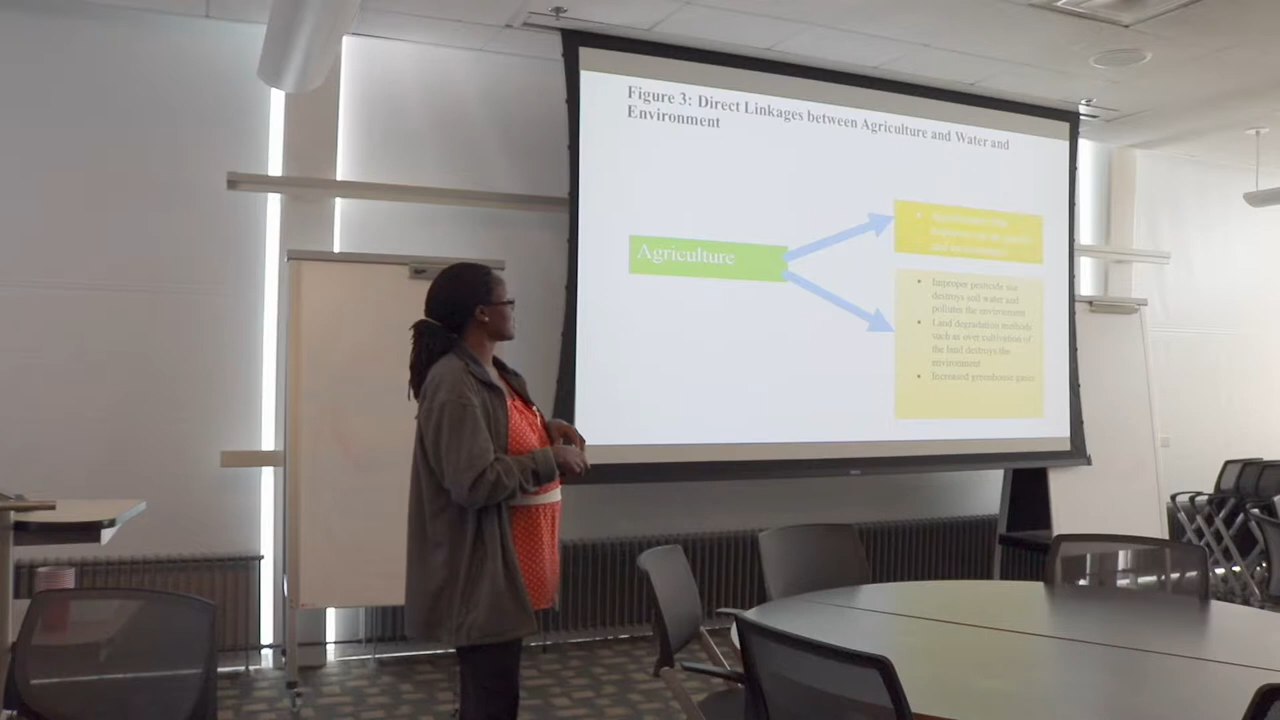 Figure 3: Direct Linkages between Agriculture and Water and
Environment
Agriculture
• Improper pesticide use
destroys soil water and
pollutes the environment
• Land degradation methods
such as over cultivation of
the land destroys the
environment
• Increased greenhouse gases